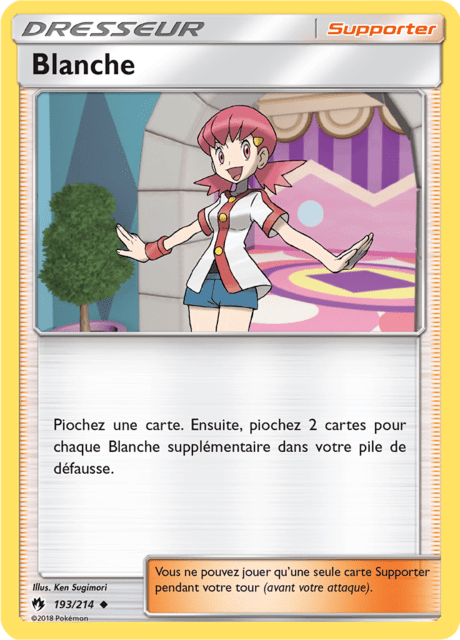 DRESSEUR
Supporter
Blanche
Piochez une carte. Ensuite, piochez 2 cartes pour
chaque Blanche supplémentaire dans votre pile de
défausse.
Illus. Ken Sugimori
193/214 ◆
©2018 Pokémon
Vous ne pouvez jouer qu'une seule carte Supporter
pendant votre tour (avant votre attaque).